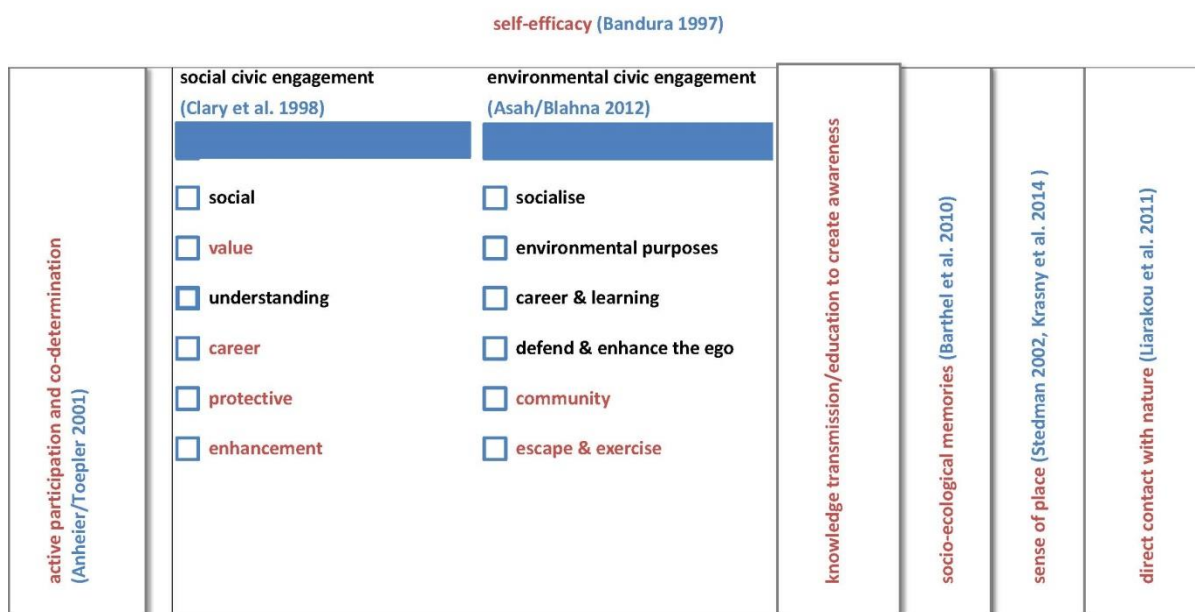 self-efficacy (Bandura 1997)
active participation and co-determination
(Anheier/Toepler 2001)
social civic engagement
(Clary et al. 1998)
social
value
understanding
career
protective
enhancement
environmental civic engagement
(Asah/Blahna 2012)
socialise
environmental purposes
career & learning
defend & enhance the ego
community
escape & exercise
knowledge transmission/education to create awareness
socio-ecological memories (Barthel et al. 2010)
sense of place (Stedman 2002, Krasny et al. 2014 )
direct contact with nature (Liarakou et al. 2011)